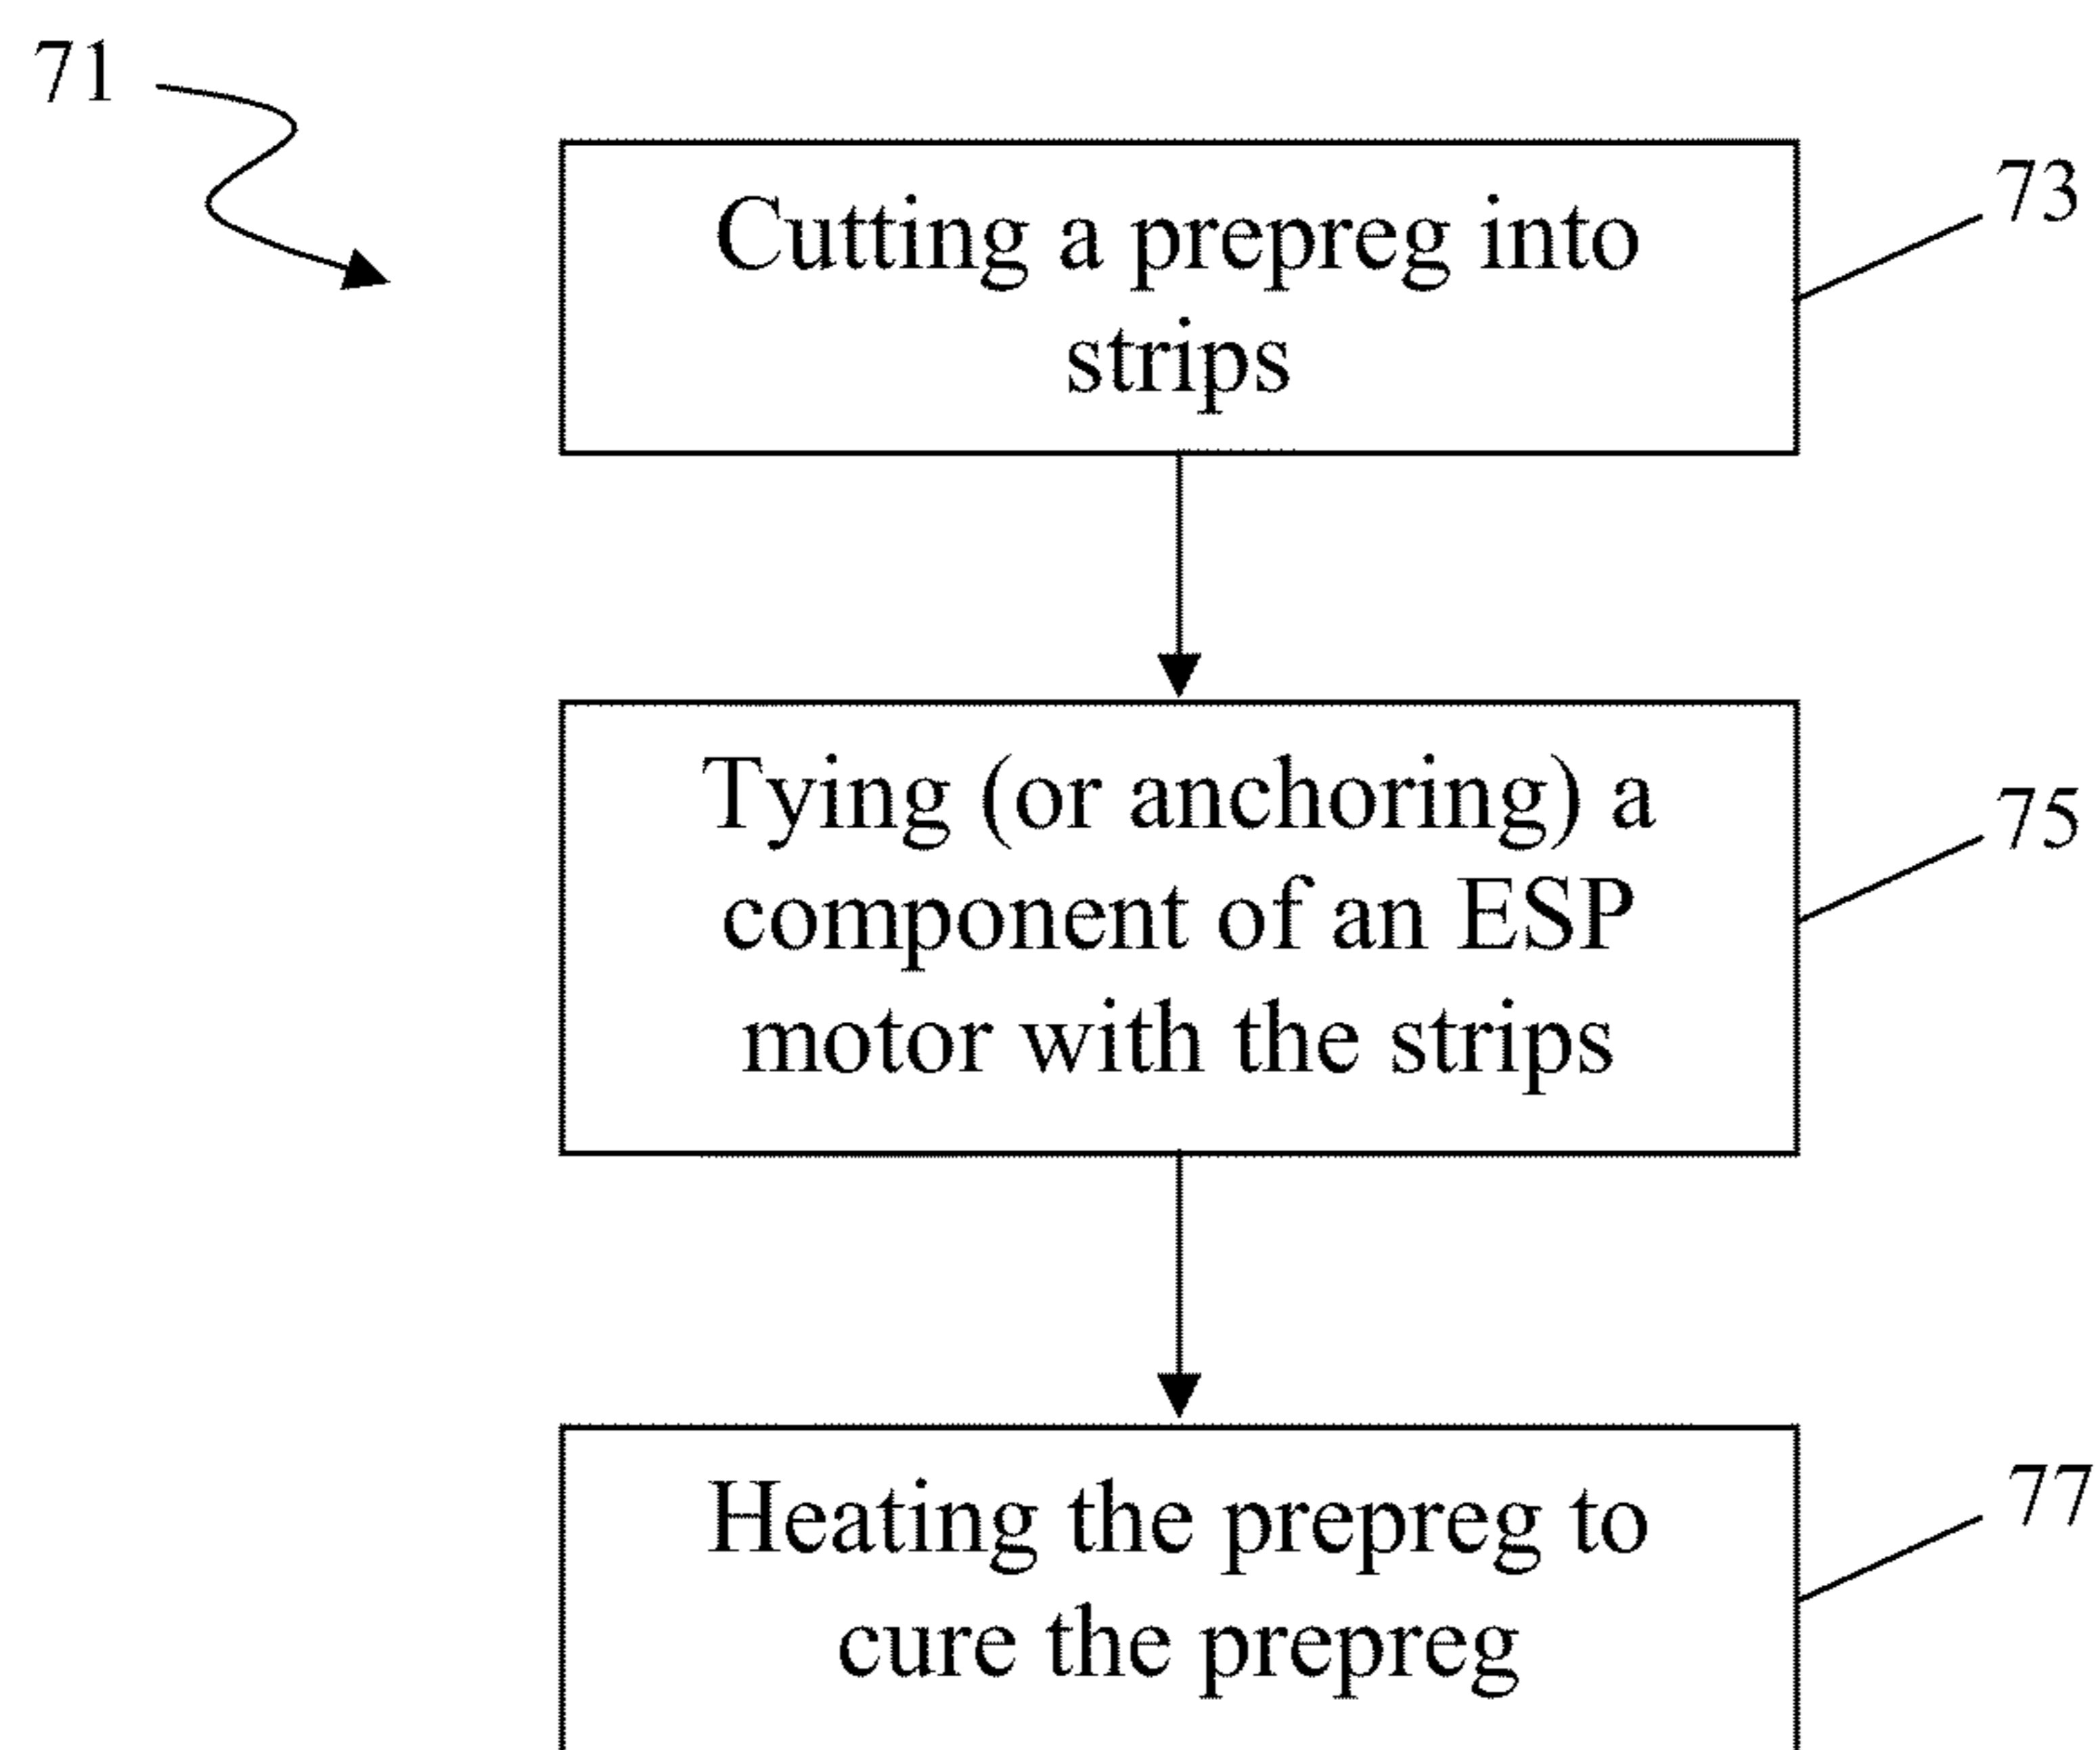 71
Cutting a prepreg into
strips
73
Tying (or anchoring) a
component of an ESP
motor with the strips
75
Heating the prepreg to
cure the prepreg
77